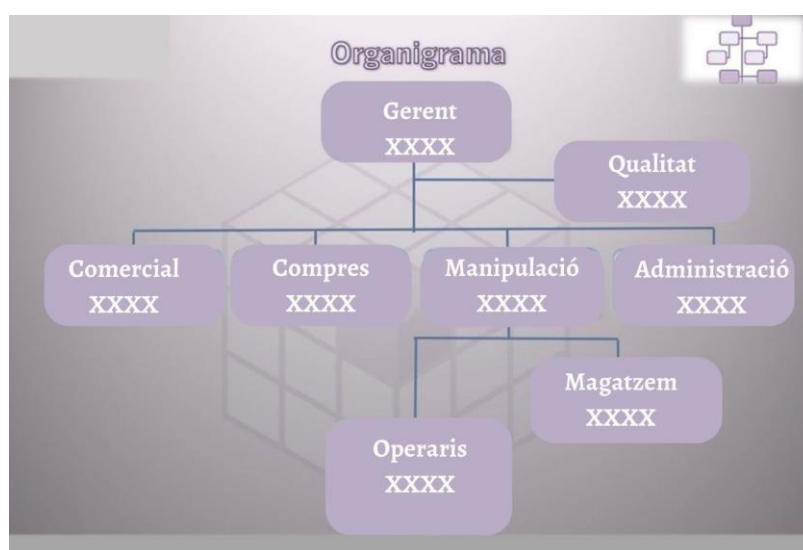 Organigrama
Gerent
XXXX
Qualitat
XXXX
Comercial
XXXX
Compres
XXXX
Manipulació
XXXX
Administració
XXXX
Magatzem
XXXX
Operaris
XXXX